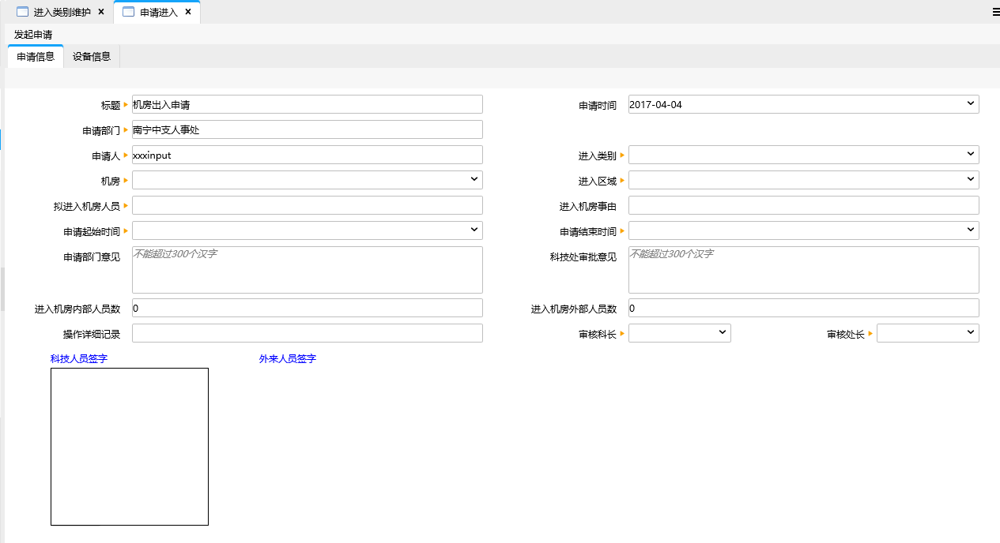 进入类别维护 × 申请进入 ×
发起申请
申请信息 设备信息
标题 机房出入申请 申请时间 2017-04-04
申请部门 南宁中支人事处
申请人 xxxinput 进入类别
机房 进入区域
拟进入机房人员 进入机房事由
申请起始时间 申请结束时间
申请部门意见 不能超过300个汉字 科技处审批意见 不能超过300个汉字
进入机房内部人员数 0 进入机房外部人员数 0
操作详细记录 审核科长 审核处长
科技人员签字 外来人员签字